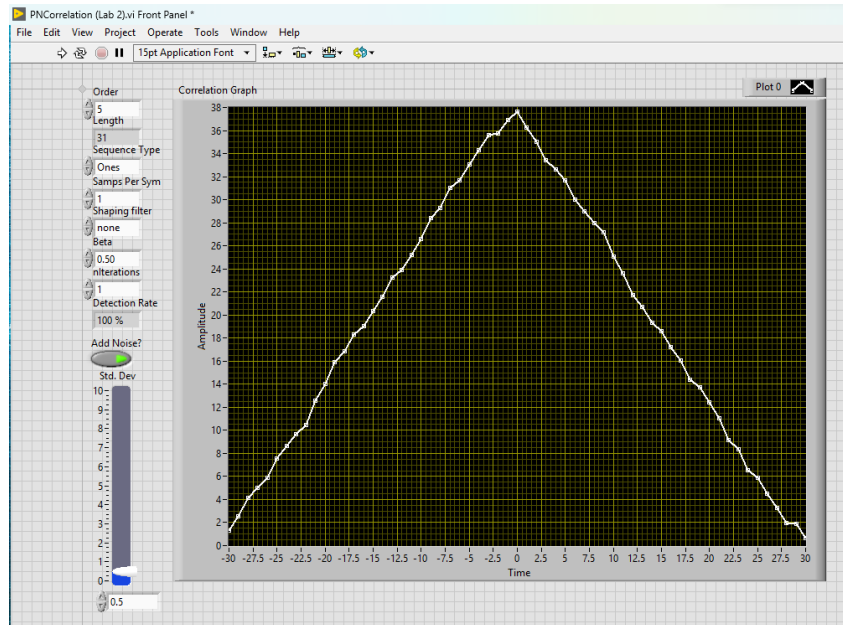 PNCorrelation (Lab 2).vi Front Panel *
File Edit View Project Operate Tools Window Help
15pt Application Font
Order
5
Length
31
Sequence Type
Ones
Samps Per Sym
1
Shaping filter
none
Beta
0.50
nIterations
1
Detection Rate
100 %
Add Noise?
Std. Dev
10-
9-
8-
7-
6-
5-
4-
3-
2-
1-
0-
0.5
Correlation Graph
Plot 0
Amplitude
38-
36-
34-
32-
30-
28-
26-
24-
22-
20-
18-
16-
14-
12-
10-
8-
6-
4-
2-
0-
-30 -27.5 -25 -22.5 -20 -17.5 -15 -12.5 -10 -7.5 -5 -2.5 0 2.5 5 7.5 10 12.5 15 17.5 20 22.5 25 27.5 30
Time